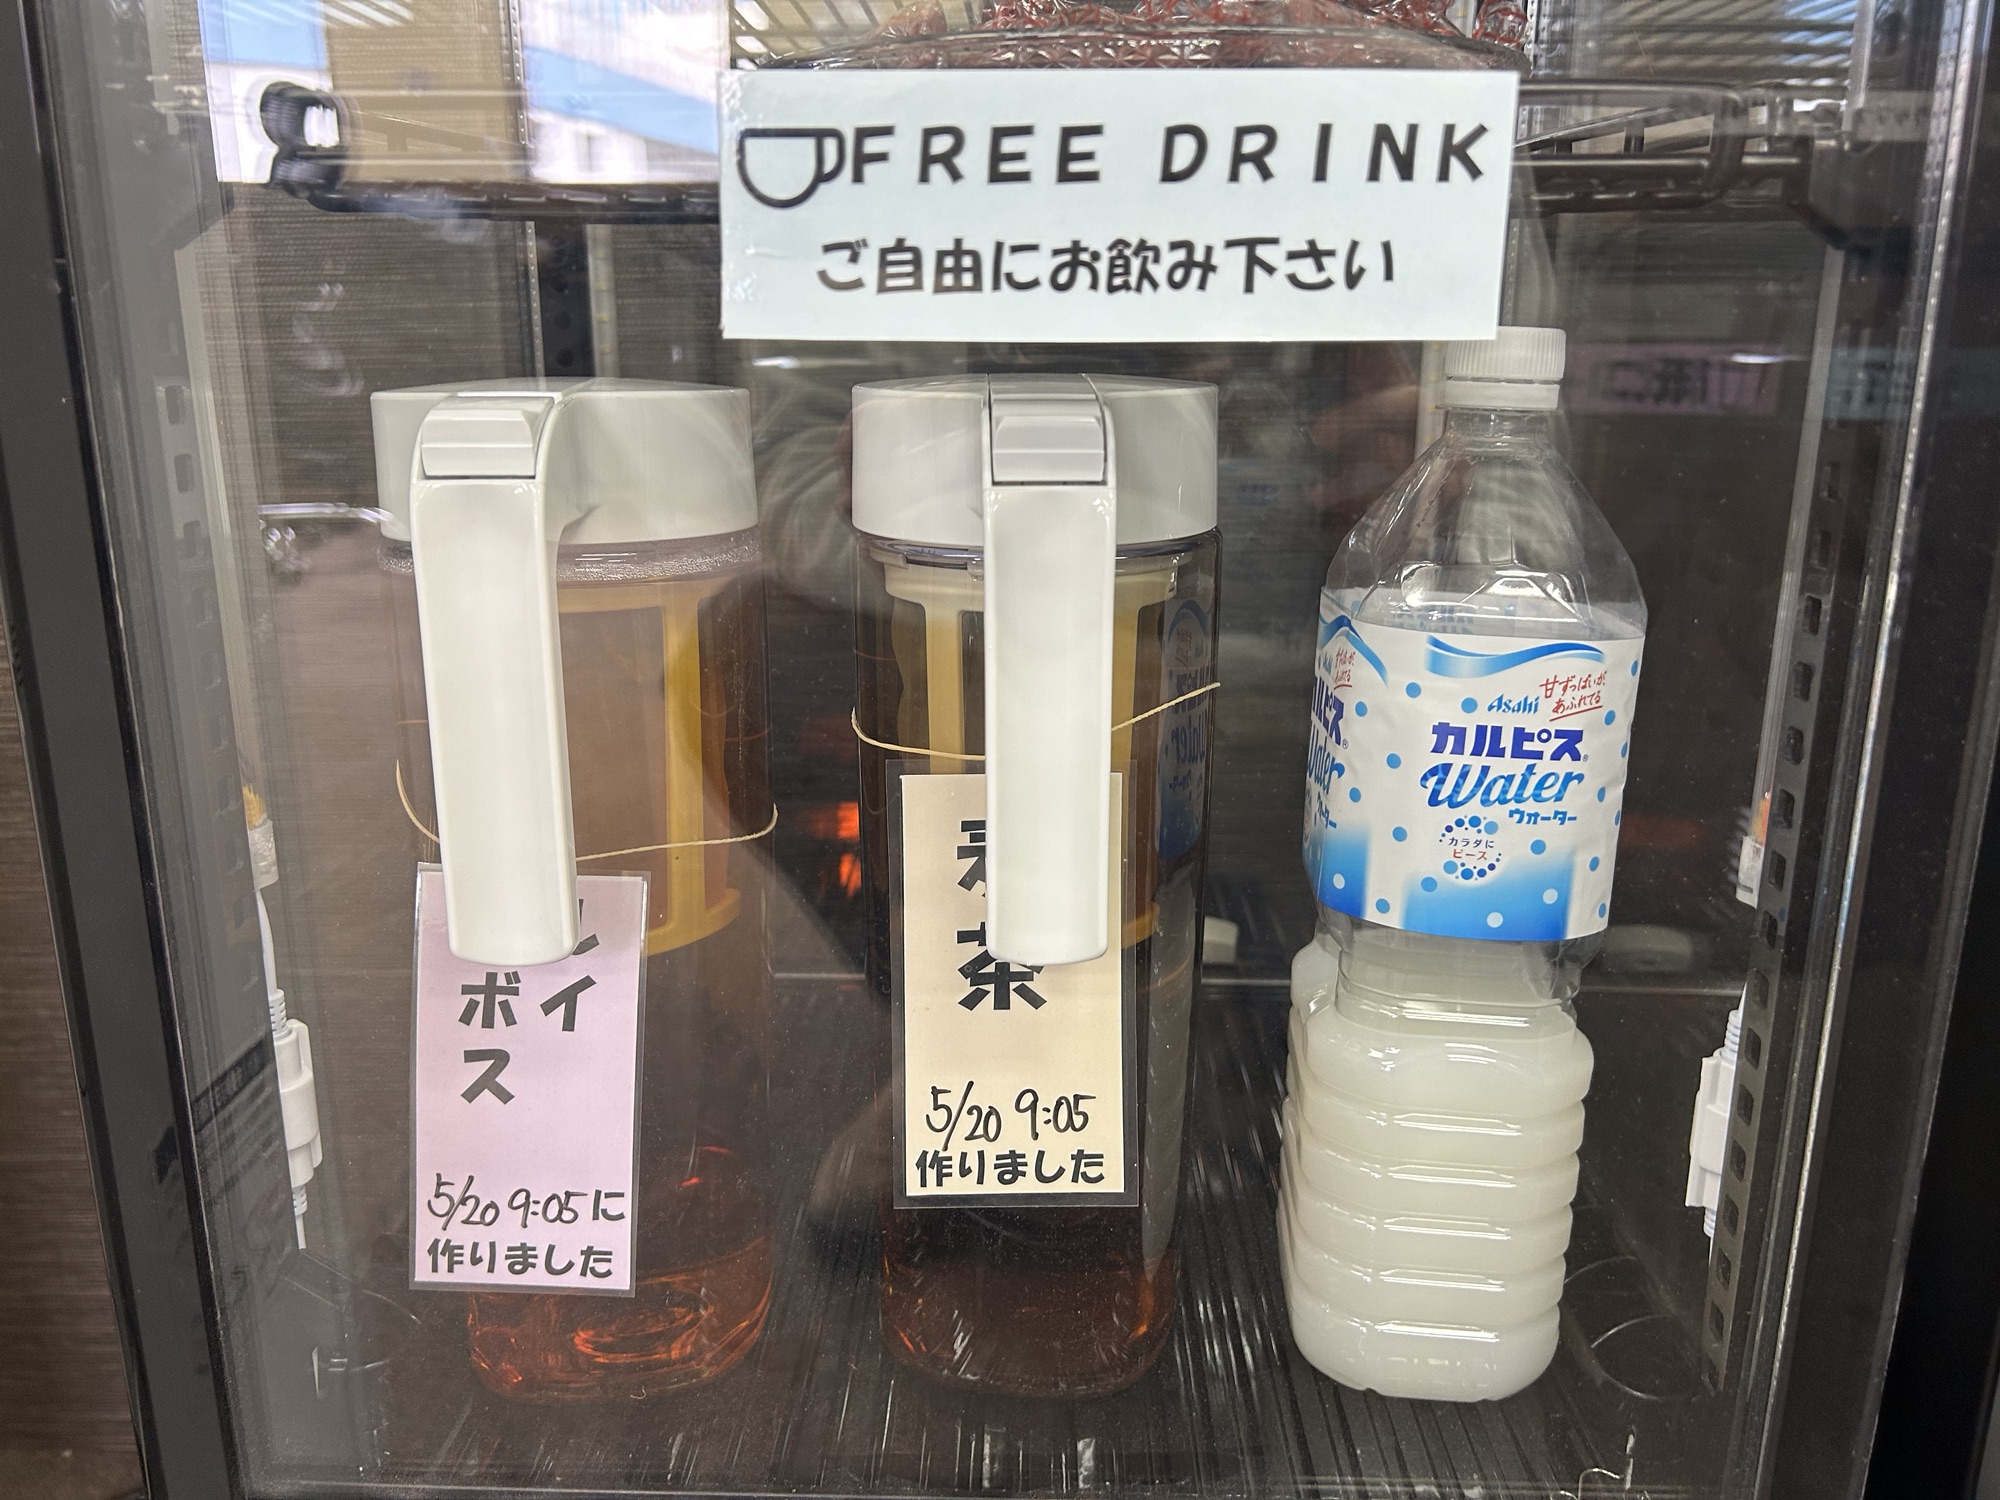 FREE DRINK
ご自由にお飲み下さい
イ
ボス
5/20 9:05に
作りました
茶
5/20 9:05
作りました
Asahi
甘ずっぱいが、
あふれてる
カルピス®
Water
ウォーター
カラダに
ピース